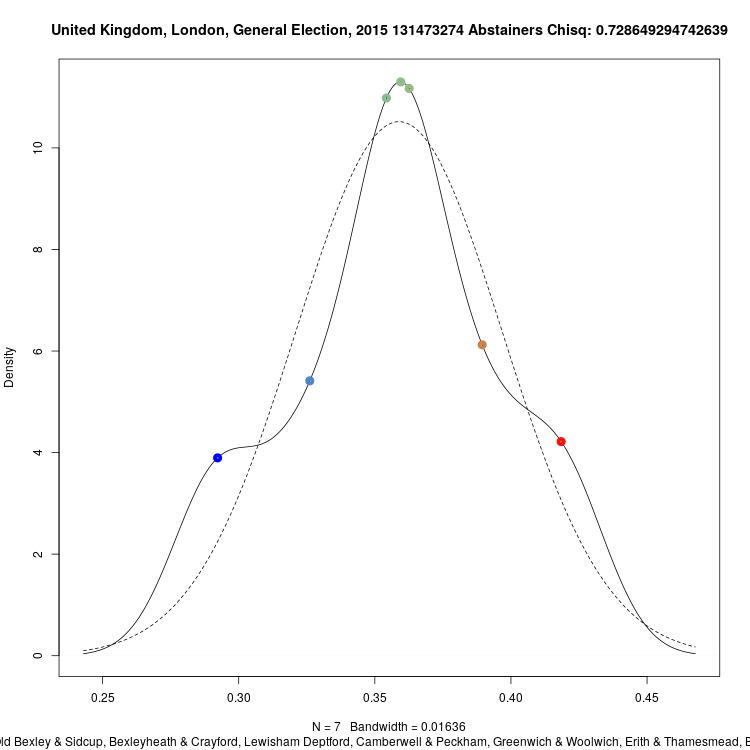 United Kingdom, London, General Election, 2015 131473274 Abstainers Chisq: 0.728649294742639
Density
10
8
6
4
2
0
0.25 0.30 0.35 0.40 0.45
N = 7 Bandwidth = 0.01636
ld Bexley & Sidcup, Bexleyheath & Crayford, Lewisham Deptford, Camberwell & Peckham, Greenwich & Woolwich, Erith & Thamesmead,